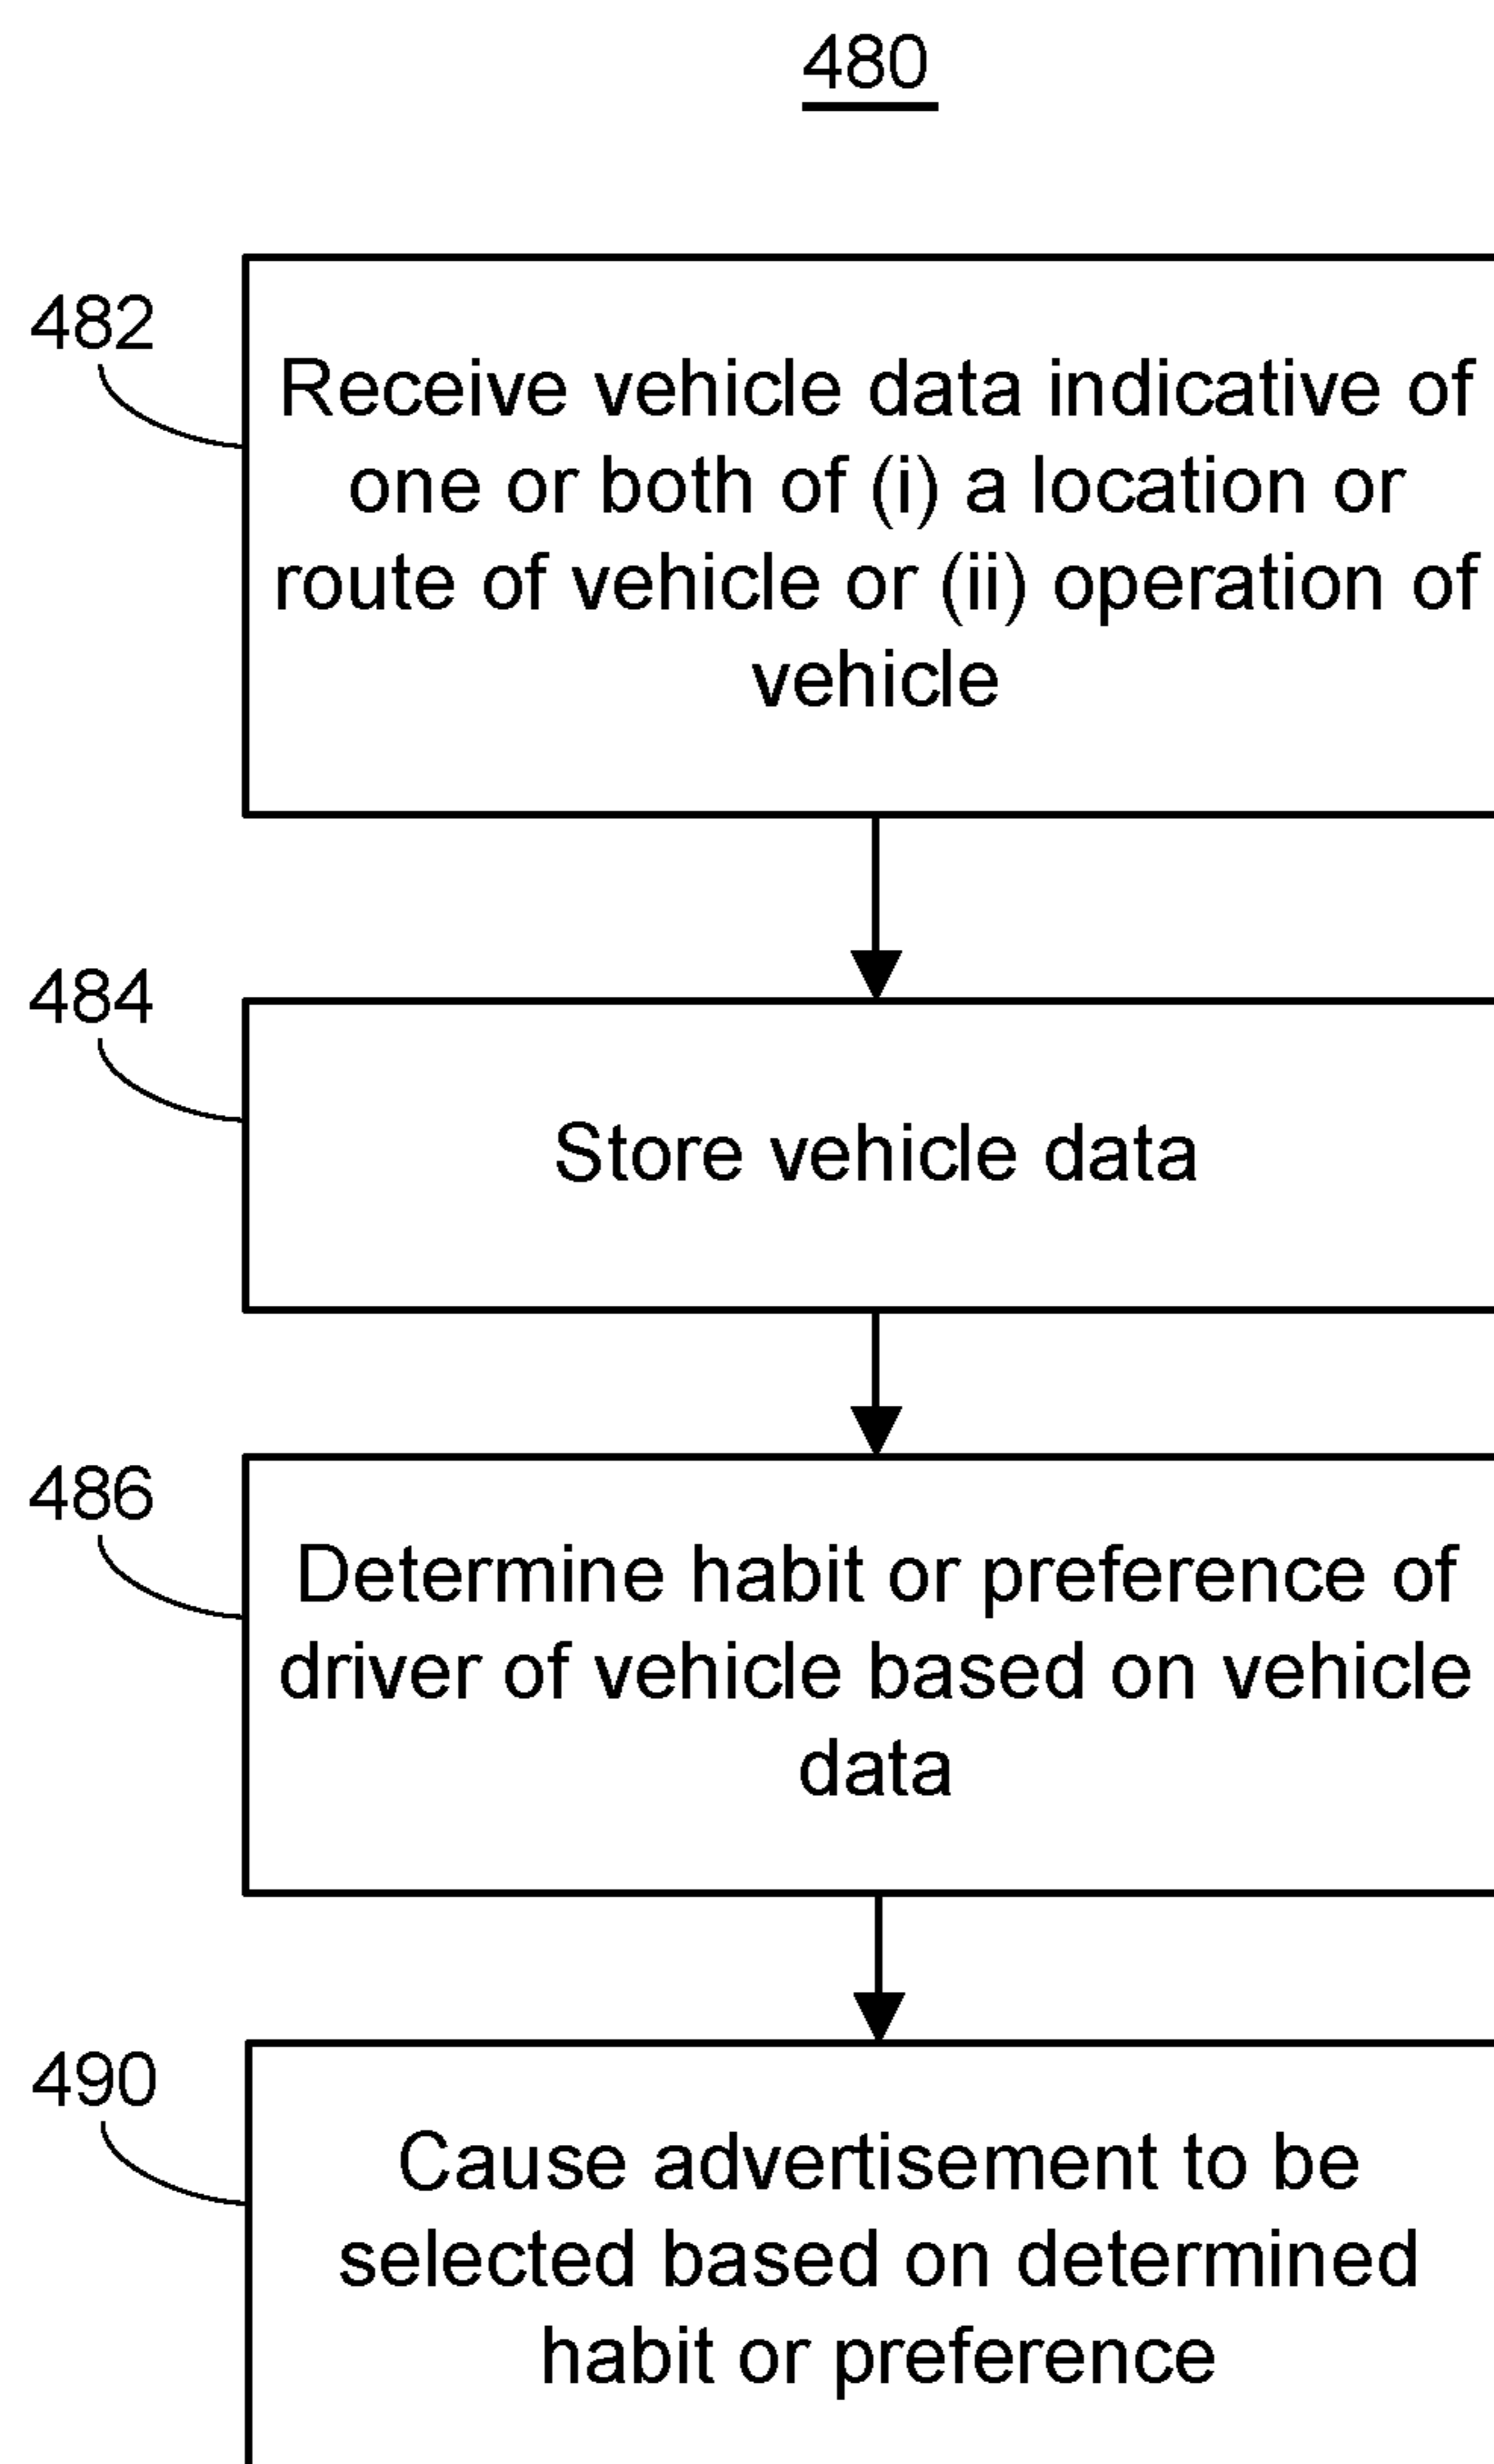 480
482
Receive vehicle data indicative of
one or both of (i) a location or
route of vehicle or (ii) operation of
vehicle
484
Store vehicle data
486
Determine habit or preference of
driver of vehicle based on vehicle
data
490
Cause advertisement to be
selected based on determined
habit or preference